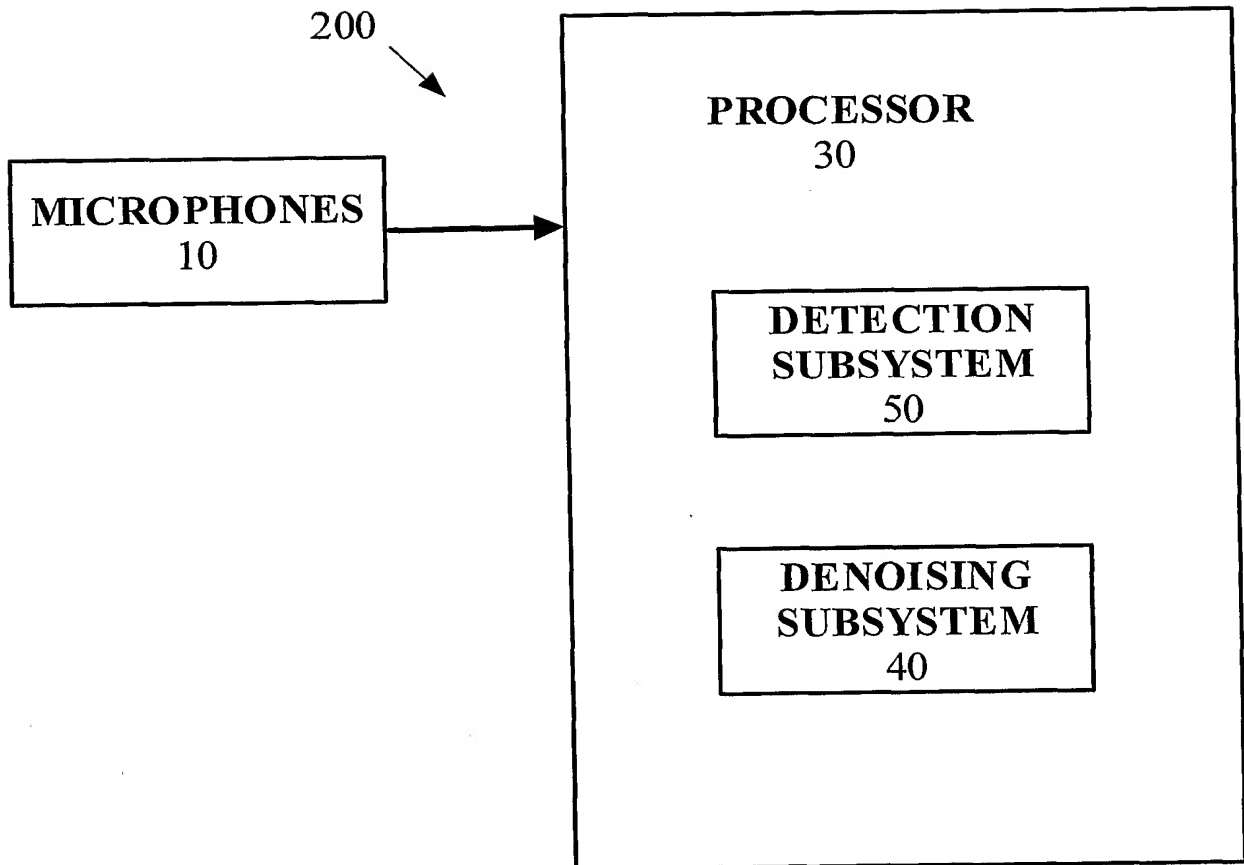 200
MICROPHONES
10
PROCESSOR
30
DETECTION
SUBSYSTEM
50
DENOISING
SUBSYSTEM
40